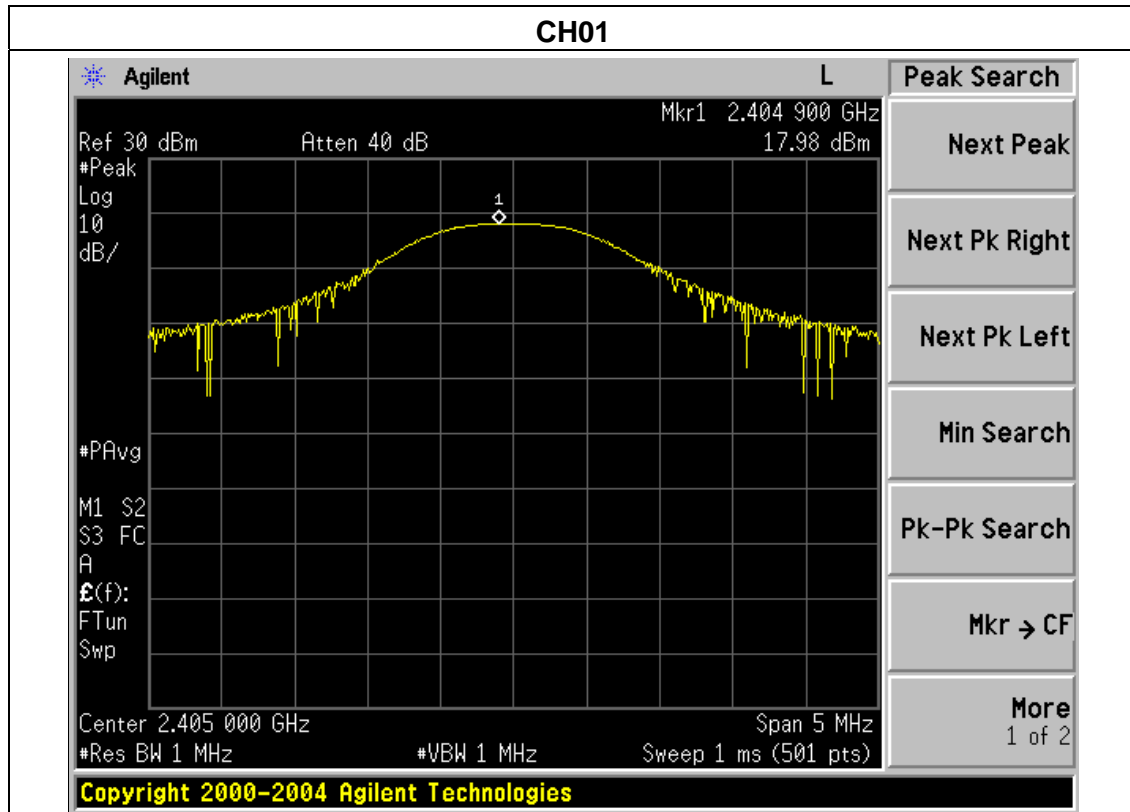 CH01
Agilent L Peak Search
Mkr1 2.404 900 GHz
Ref 30 dBm Atten 40 dB 17.98 dBm
#Peak
Log
10
dB/
1
#PAvg
M1 S2
S3 FC
A
£(f):
FTun
Swp
Center 2.405 000 GHz Span 5 MHz
#Res BW 1 MHz #VBW 1 MHz Sweep 1 ms (501 pts)
Copyright 2000-2004 Agilent Technologies
Next Peak
Next Pk Right
Next Pk Left
Min Search
Pk-Pk Search
Mkr → CF
More
1 of 2